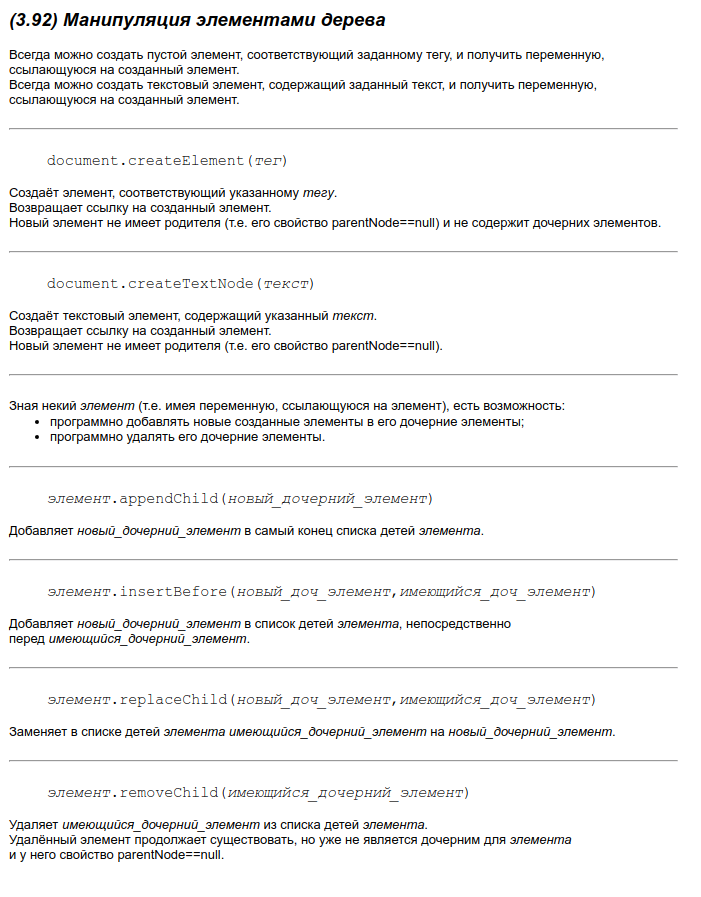 (3.92) Манипуляция элементами дерева
Всегда можно создать пустой элемент, соответствующий заданному тегу, и получить переменную,
ссылающуюся на созданный элемент.
Всегда можно создать текстовый элемент, содержащий заданный текст, и получить переменную,
ссылающуюся на созданный элемент.
document.createElement(тег)
Создаёт элемент, соответствующий указанному тегу.
Возвращает ссылку на созданный элемент.
Новый элемент не имеет родителя (т.е. его свойство parentNode==null) и не содержит дочерних элементов.
document.createTextNode(текст)
Создаёт текстовый элемент, содержащий указанный текст.
Возвращает ссылку на созданный элемент.
Новый элемент не имеет родителя (т.е. его свойство parentNode==null).
Зная некий элемент (т.е. имея переменную, ссылающуюся на элемент), есть возможность:
• программно добавлять новые созданные элементы в его дочерние элементы;
• программно удалять его дочерние элементы.
элемент.appendChild(новый_дочерний_элемент)
Добавляет новый_дочерний_элемент в самый конец списка детей элемента.
элемент.insertBefore(новый_доч_элемент,имеющийся_доч_элемент)
Добавляет новый_дочерний_элемент в список детей элемента, непосредственно
перед имеющийся_дочерний_элемент.
элемент.replaceChild(новый_доч_элемент,имеющийся_доч_элемент)
Заменяет в списке детей элемента имеющийся_дочерний_элемент на новый_дочерний_элемент.
элемент.removeChild(имеющийся_дочерний_элемент)
Удаляет имеющийся_дочерний_элемент из списка детей элемента.
Удалённый элемент продолжает существовать, но уже не является дочерним для элемента
и у него свойство parentNode==null.